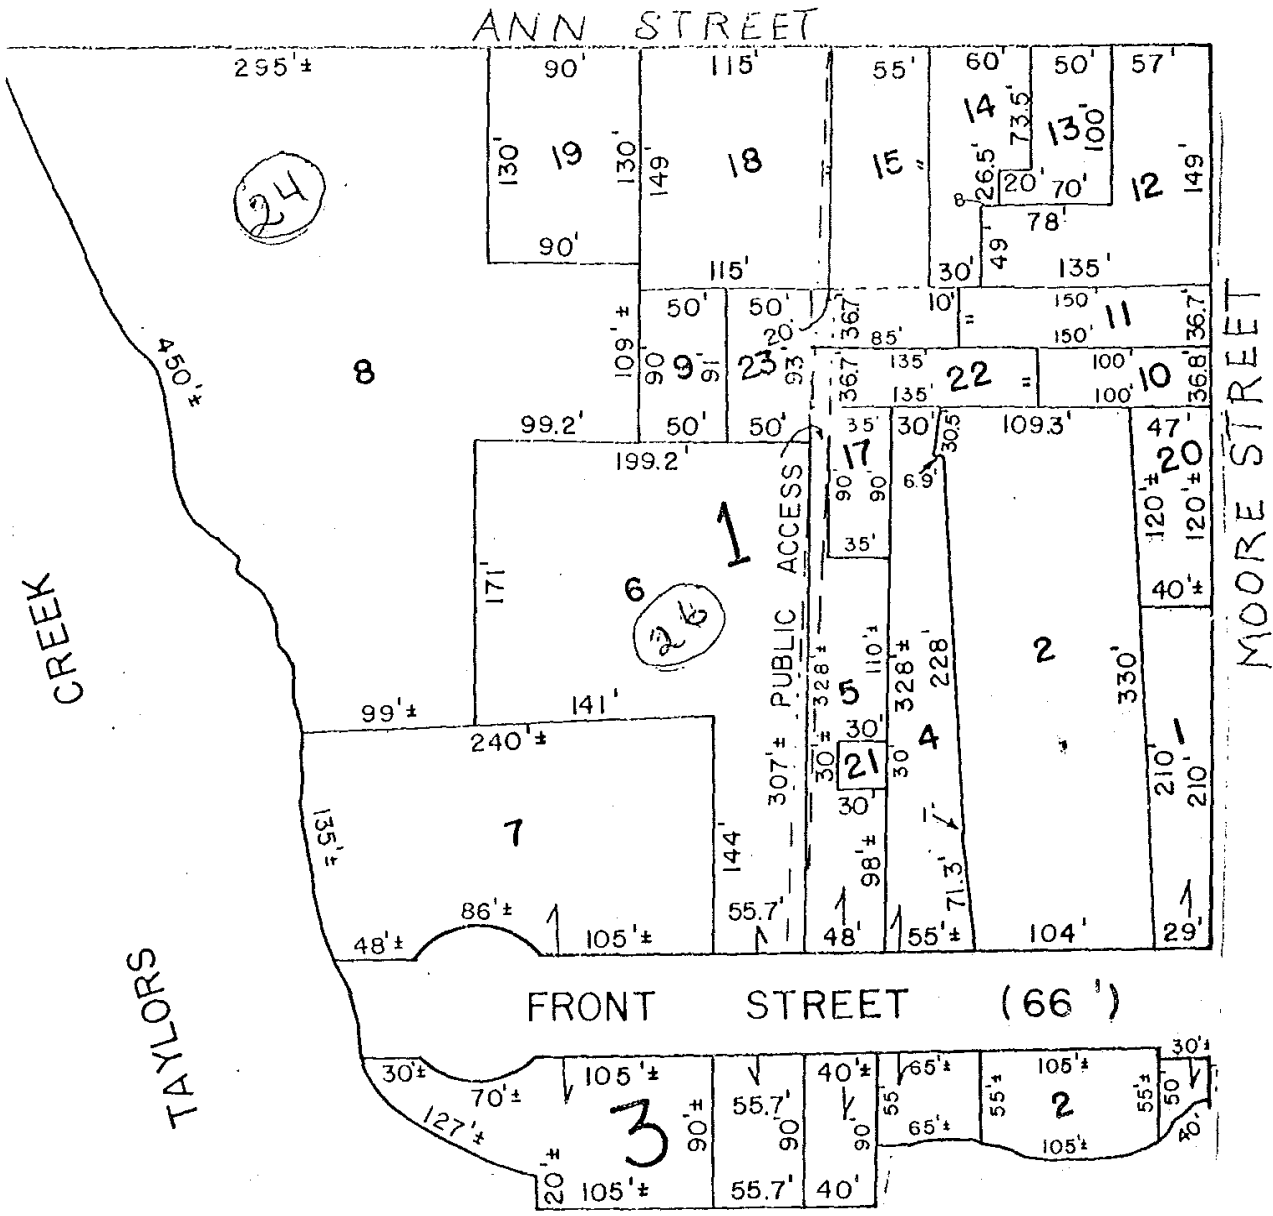 ANN STREET
295'± 90' 115' 55' 60' 50' 57'
130' 19 130' 149' 18 15 " 14 73.5' 13 100' 12 149'
24
26.5' 20' 70'
8
78'
49'
90' 115' 30' 135'
109'± 50' 50' 36.7' 10' 150' 11 36.7'
20' 85' = 150'
450'± 8 90' 9 91' 23 93' 36.7' 135' 22 = 100' 10 36.8'
135' 100'
99.2' 50' 50' 35' 30' 30.5 109.3' 47'
199.2' 17 6.9' 20
90' 90' 120'± 120'±
1 35'
171' 6 40'±
26
PUBLIC ACCESS
CREEK
MOORE STREET
307'± 328'± 110'± 328'± 228' 2 330'
5 4 1
99'± 141'
240'± 30'
30'± 21 30' 210' 210'
30'
135'± 7 144' 98'± 1' 71.3'
86'±
48'± 105'± 55.7' 48' 55'± 104' 29'
FRONT STREET (66')
TAYLORS
30'± 105'± 40'± 65'± 105'± 30'±
70'± 55.7' 55' 55'± 2 55'± 50'
127'± 3 90'± 90' 90' 65'± 105'± 40'
20'± 105'± 55.7' 40'